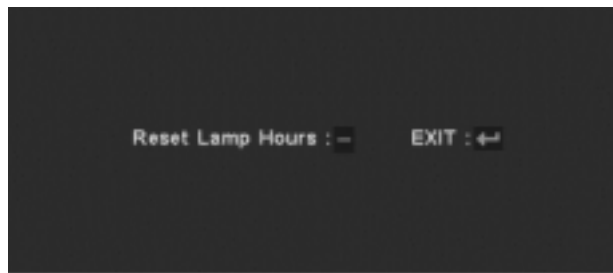 Reset Lamp Hours : – EXIT : ↵